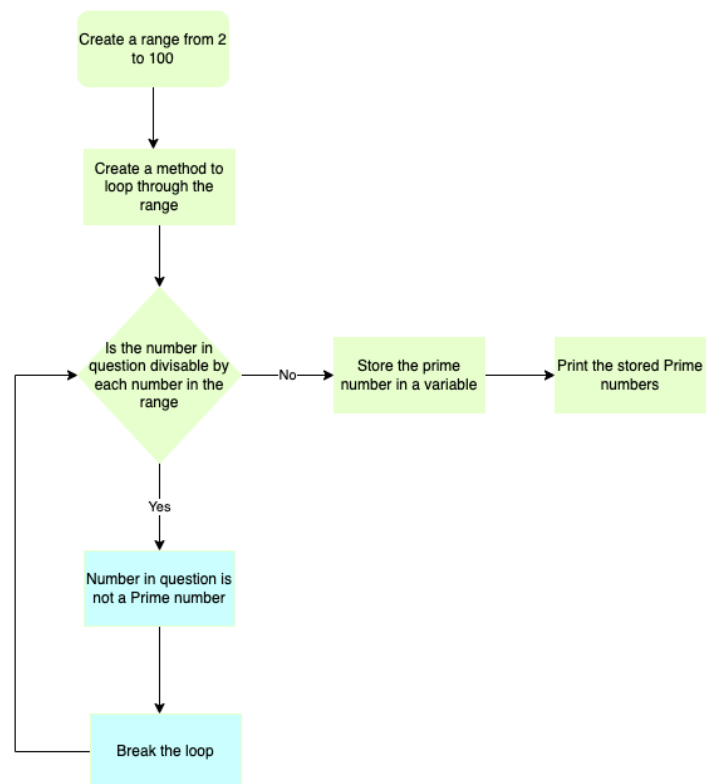 Create a range from 2
to 100
Create a method to
loop through the
range
Is the number in
question divisable by
each number in the
range
No
Store the prime
number in a variable
Print the stored Prime
numbers
Yes
Number in question is
not a Prime number
Break the loop